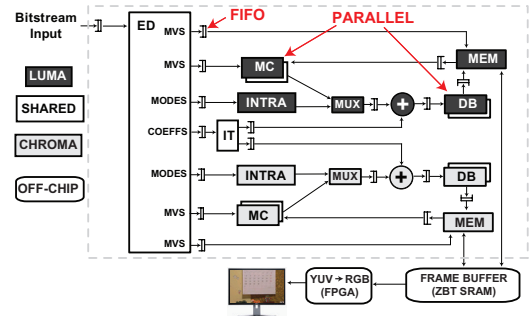 Bitstream
Input
ED
FIFO
PARALLEL
MVS
MVS
MC
MEM
LUMA
MODES
INTRA
MUX
+
DB
SHARED
COEFFS
IT
CHROMA
MODES
INTRA
MUX
+
DB
OFF-CHIP
MVS
MC
MEM
MVS
YUV → RGB
(FPGA)
FRAME BUFFER
(ZBT SRAM)